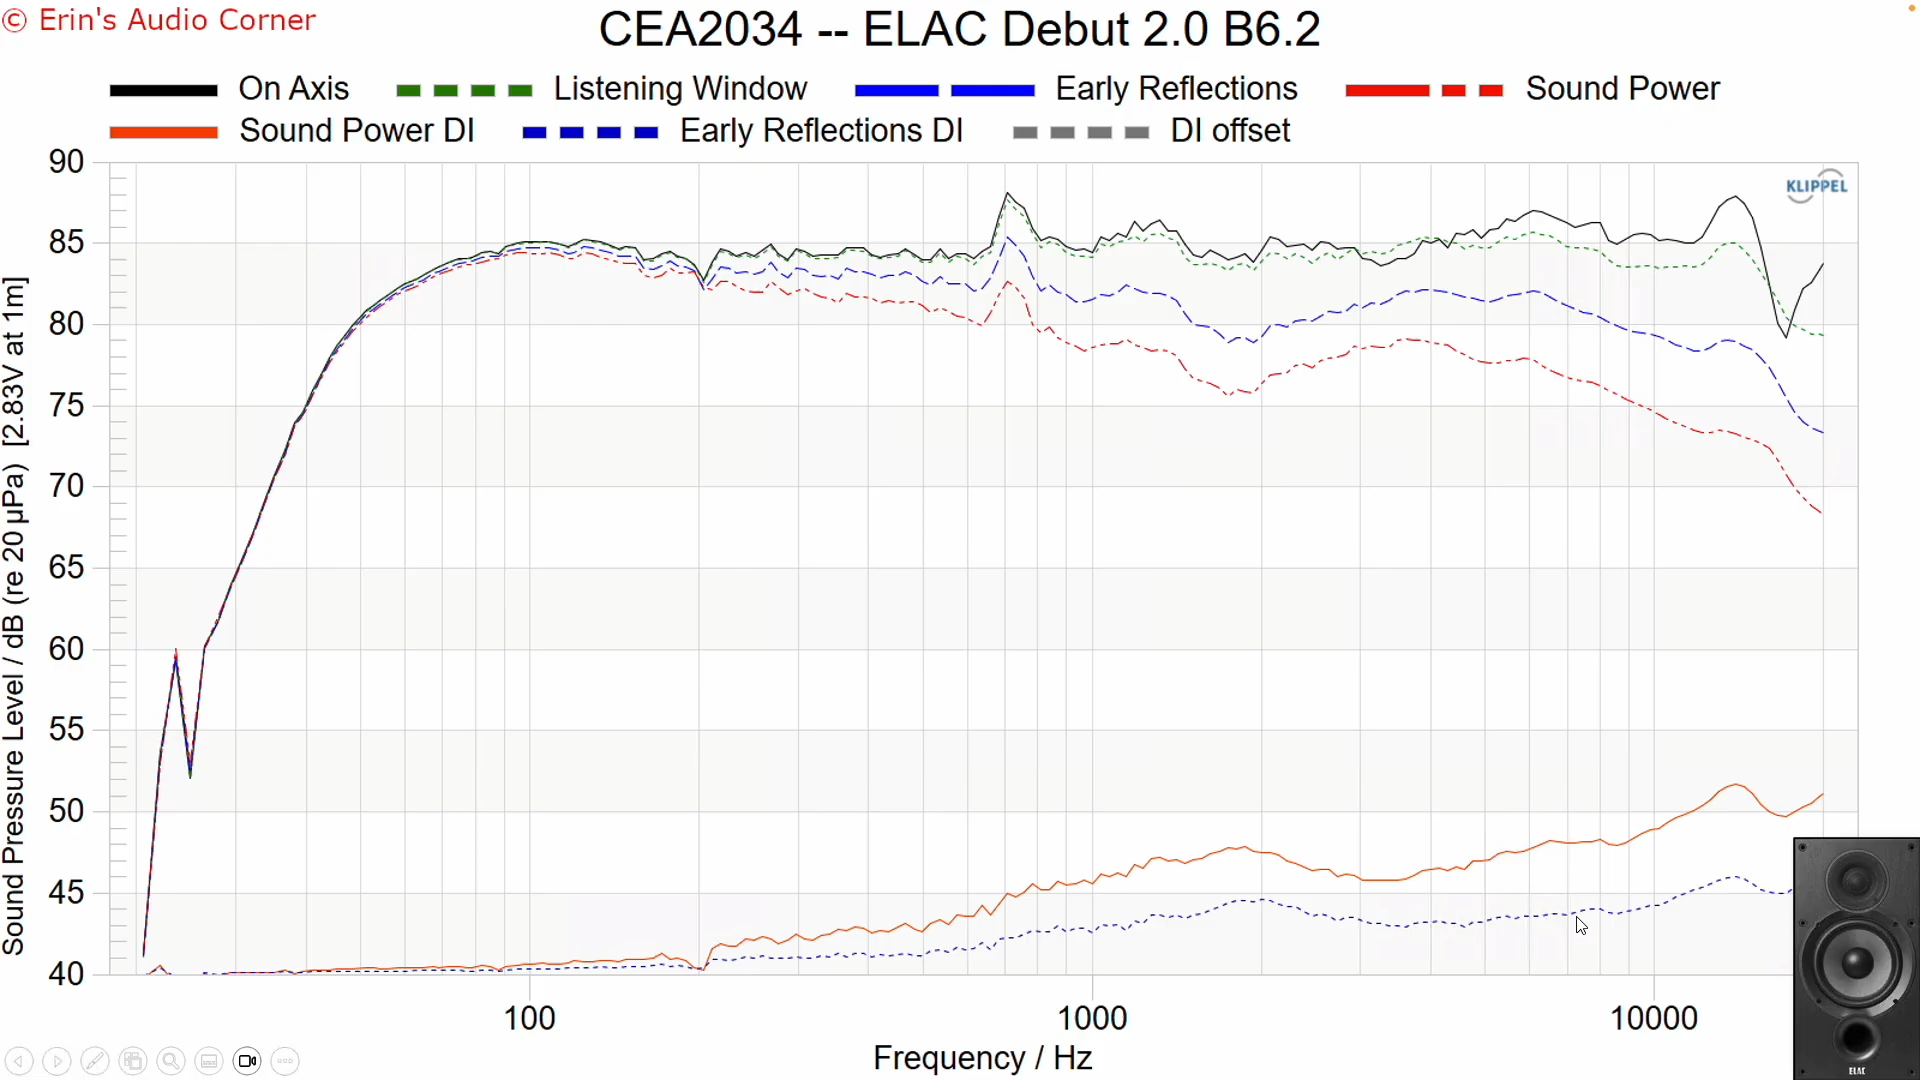 © Erin's Audio Corner
CEA2034 -- ELAC Debut 2.0 B6.2
On Axis Listening Window Early Reflections Sound Power
Sound Power DI Early Reflections DI DI offset
KLIPPEL
Sound Pressure Level / dB (re 20 µPa) [2.83V at 1m]
90
85
80
75
70
65
60
55
50
45
40
100 1000 10000
Frequency / Hz
ELAC